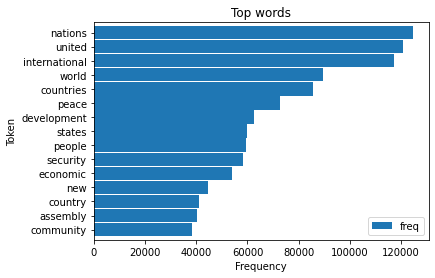 Top words
Token
nations
united
international
world
countries
peace
development
states
people
security
economic
new
country
assembly
community
freq
0 20000 40000 60000 80000 100000 120000
Frequency